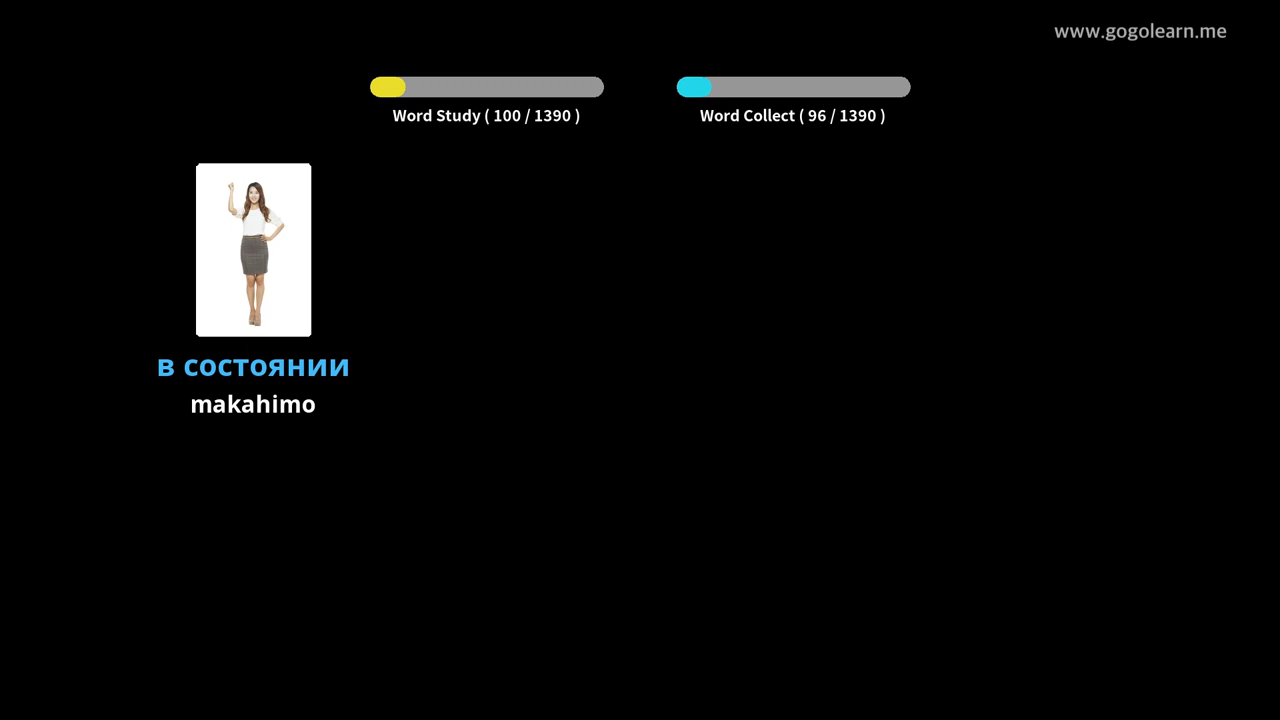 www.gogolearn.me
Word Study ( 100 / 1390 )
Word Collect ( 96 / 1390 )
в состоянии
makahimo